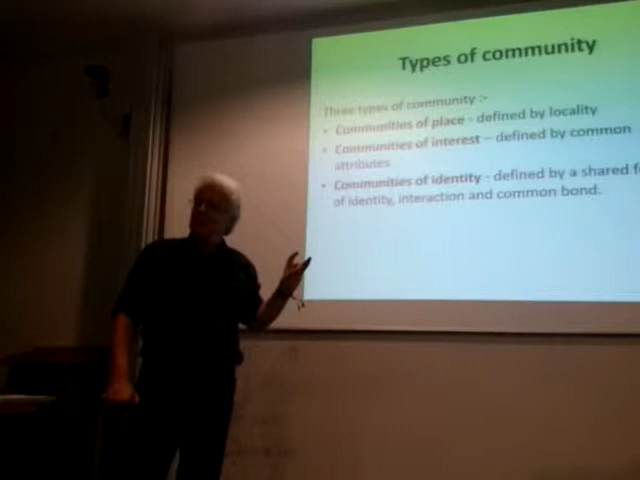 Types of community
Three types of community :-
• Communities of place - defined by locality
• Communities of interest – defined by common
attributes
• Communities of identity - defined by a shared
of identity, interaction and common bond.